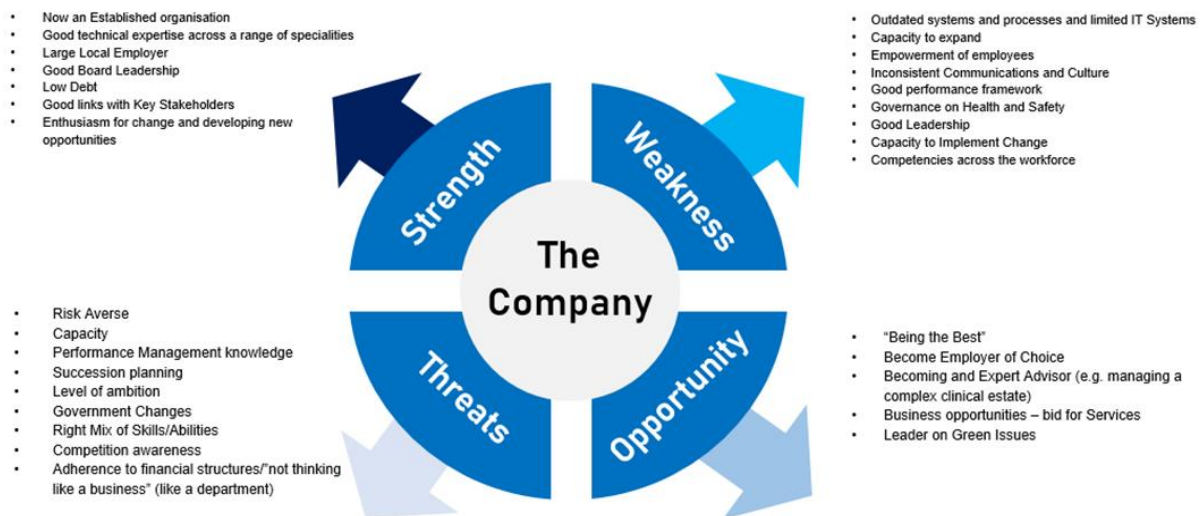 • Now an Established organisation
• Good technical expertise across a range of specialities
• Large Local Employer
• Good Board Leadership
• Low Debt
• Good links with Key Stakeholders
• Enthusiasm for change and developing new
opportunities
• Outdated systems and processes and limited IT Systems
• Capacity to expand
• Empowerment of employees
• Inconsistent Communications and Culture
• Good performance framework
• Governance on Health and Safety
• Good Leadership
• Capacity to Implement Change
• Competencies across the workforce
Strength
Weakness
The
Company
Threats
Opportunity
• Risk Averse
• Capacity
• Performance Management knowledge
• Succession planning
• Level of ambition
• Government Changes
• Right Mix of Skills/Abilities
• Competition awareness
• Adherence to financial structures/"not thinking
like a business" (like a department)
• "Being the Best"
• Become Employer of Choice
• Becoming and Expert Advisor (e.g. managing a
complex clinical estate)
• Business opportunities – bid for Services
• Leader on Green Issues